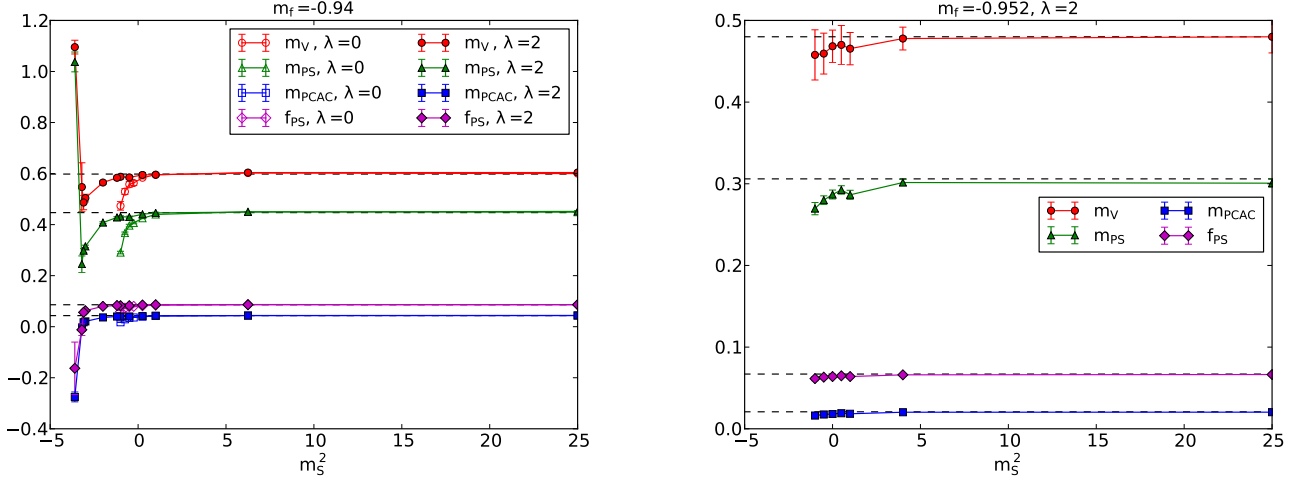 m_f=-0.94
1.2
1.0
0.8
0.6
0.4
0.2
0.0
−0.2
−0.4
m_V , λ=0
m_PS, λ=0
m_PCAC, λ=0
f_PS, λ=0
m_V , λ=2
m_PS, λ=2
m_PCAC, λ=2
f_PS, λ=2
−5 0 5 10 15 20 25
m_S^2
m_f=-0.952, λ=2
0.5
0.4
0.3
0.2
0.1
0.0
m_V
m_PS
m_PCAC
f_PS
−5 0 5 10 15 20 25
m_S^2